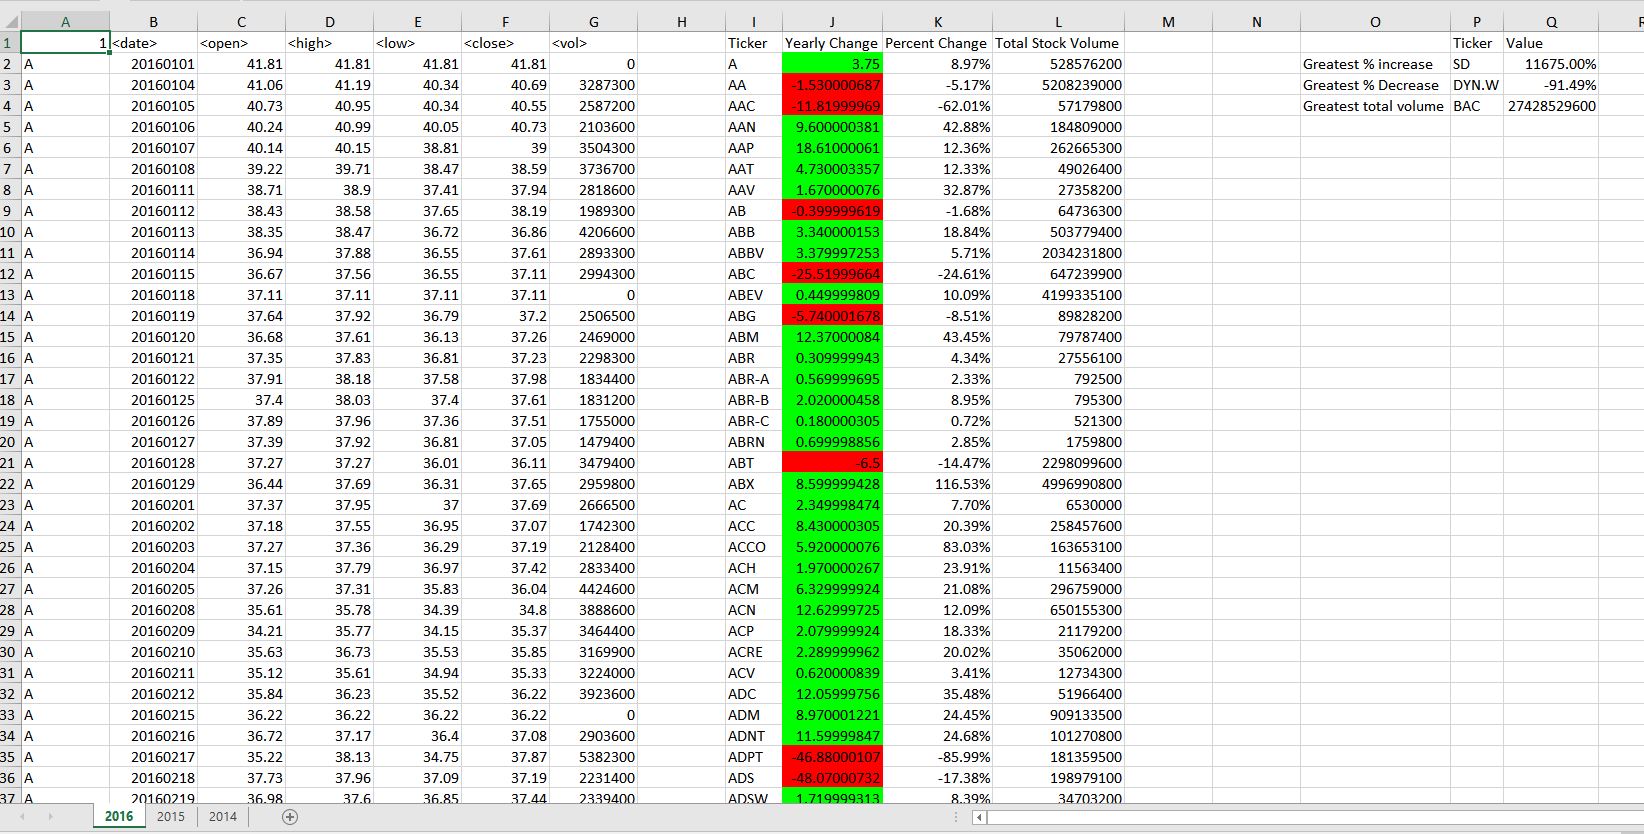 A B C D E F G H I J K L M N O P Q R
1 1 <date> <open> <high> <low> <close> <vol> Ticker Yearly Change Percent Change Total Stock Volume Ticker Value
2 A 20160101 41.81 41.81 41.81 41.81 0 A 3.75 8.97% 528576200 Greatest % increase SD 11675.00%
3 A 20160104 41.06 41.19 40.34 40.69 3287300 AA -1.530000687 -5.17% 5208239000 Greatest % Decrease DYN.W -91.49%
4 A 20160105 40.73 40.95 40.34 40.55 2587200 AAC -11.81999969 -62.01% 57179800 Greatest total volume BAC 27428529600
5 A 20160106 40.24 40.99 40.05 40.73 2103600 AAN 9.600000381 42.88% 184809000
6 A 20160107 40.14 40.15 38.81 39 3504300 AAP 18.61000061 12.36% 262665300
7 A 20160108 39.22 39.71 38.47 38.59 3736700 AAT 4.730003357 12.33% 49026400
8 A 20160111 38.71 38.9 37.41 37.94 2818600 AAV 1.670000076 32.87% 27358200
9 A 20160112 38.43 38.58 37.65 38.19 1989300 AB -0.399999619 -1.68% 64736300
10 A 20160113 38.35 38.47 36.72 36.86 4206600 ABB 3.340000153 18.84% 503779400
11 A 20160114 36.94 37.88 36.55 37.61 2893300 ABBV 3.379997253 5.71% 2034231800
12 A 20160115 36.67 37.56 36.55 37.11 2994300 ABC -25.51999664 -24.61% 647239900
13 A 20160118 37.11 37.11 37.11 37.11 0 ABEV 0.449999809 10.09% 4199335100
14 A 20160119 37.64 37.92 36.79 37.2 2506500 ABG -5.740001678 -8.51% 89828200
15 A 20160120 36.68 37.61 36.13 37.26 2469000 ABM 12.37000084 43.45% 79787400
16 A 20160121 37.35 37.83 36.81 37.23 2298300 ABR 0.309999943 4.34% 27556100
17 A 20160122 37.91 38.18 37.58 37.98 1834400 ABR-A 0.569999695 2.33% 792500
18 A 20160125 37.4 38.03 37.4 37.61 1831200 ABR-B 2.020000458 8.95% 795300
19 A 20160126 37.89 37.96 37.36 37.51 1755000 ABR-C 0.180000305 0.72% 521300
20 A 20160127 37.39 37.92 36.81 37.05 1479400 ABRN 0.699998856 2.85% 1759800
21 A 20160128 37.27 37.27 36.01 36.11 3479400 ABT -6.5 -14.47% 2298099600
22 A 20160129 36.44 37.69 36.31 37.65 2959800 ABX 8.599999428 116.53% 4996990800
23 A 20160201 37.37 37.95 37 37.69 2666500 AC 2.349998474 7.70% 6530000
24 A 20160202 37.18 37.55 36.95 37.07 1742300 ACC 8.430000305 20.39% 258457600
25 A 20160203 37.27 37.36 36.29 37.19 2128400 ACCO 5.920000076 83.03% 163653100
26 A 20160204 37.15 37.79 36.97 37.42 2833400 ACH 1.970000267 23.91% 11563400
27 A 20160205 37.26 37.31 35.83 36.04 4424600 ACM 6.329999924 21.08% 296759000
28 A 20160208 35.61 35.78 34.39 34.8 3888600 ACN 12.62999725 12.09% 650155300
29 A 20160209 34.21 35.77 34.15 35.37 3464400 ACP 2.079999924 18.33% 21179200
30 A 20160210 35.63 36.73 35.53 35.85 3169900 ACRE 2.289999962 20.02% 35062000
31 A 20160211 35.12 35.61 34.94 35.33 3224000 ACV 0.620000839 3.41% 12734300
32 A 20160212 35.84 36.23 35.52 36.22 3923600 ADC 12.05999756 35.48% 51966400
33 A 20160215 36.22 36.22 36.22 36.22 0 ADM 8.970001221 24.45% 909133500
34 A 20160216 36.72 37.17 36.4 37.08 2903600 ADNT 11.59999847 24.68% 101270800
35 A 20160217 35.22 38.13 34.75 37.87 5382300 ADPT -46.88000107 -85.99% 181359500
36 A 20160218 37.73 37.96 37.09 37.19 2231400 ADS -48.07000732 -17.38% 198979100
37 A 20160219 36.98 37.6 36.85 37.44 2339400 ADSW 1.719999313 8.39% 34703200
2016 2015 2014